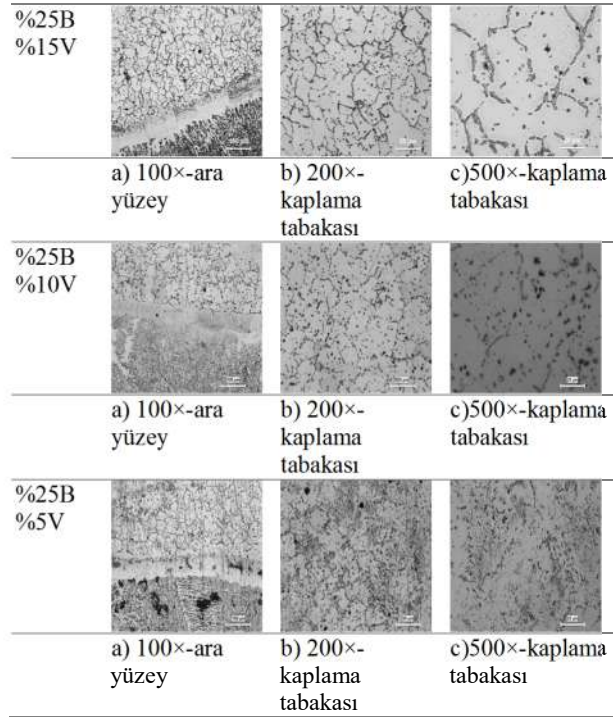 %25B
%15V
a) 100×-ara
yüzey
b) 200×-
kaplama
tabakası
c)500×-kaplama
tabakası
%25B
%10V
a) 100×-ara
yüzey
b) 200×-
kaplama
tabakası
c)500×-kaplama
tabakası
%25B
%5V
a) 100×-ara
yüzey
b) 200×-
kaplama
tabakası
c)500×-kaplama
tabakası